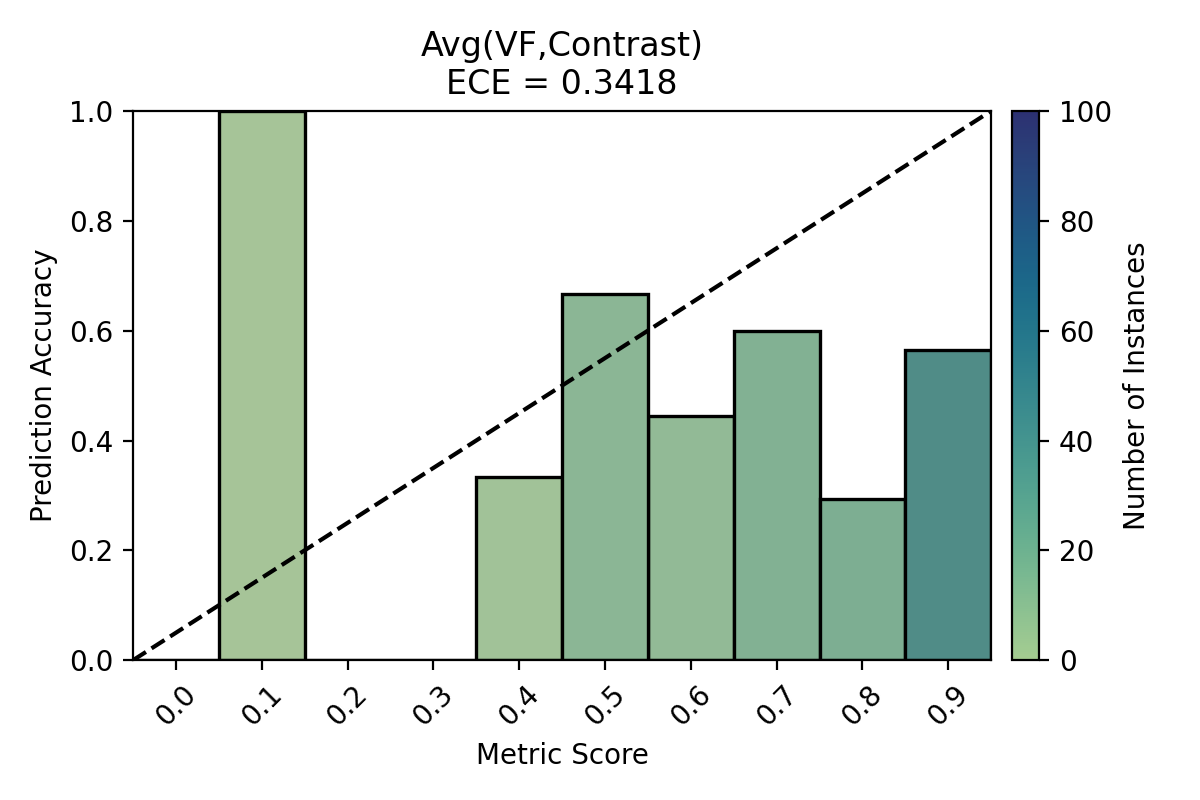 Avg(VF,Contrast)
ECE = 0.3418
1.0
0.8
0.6
0.4
0.2
0.0
Prediction Accuracy
0.0 0.1 0.2 0.3 0.4 0.5 0.6 0.7 0.8 0.9
Metric Score
100
80
60
40
20
0
Number of Instances